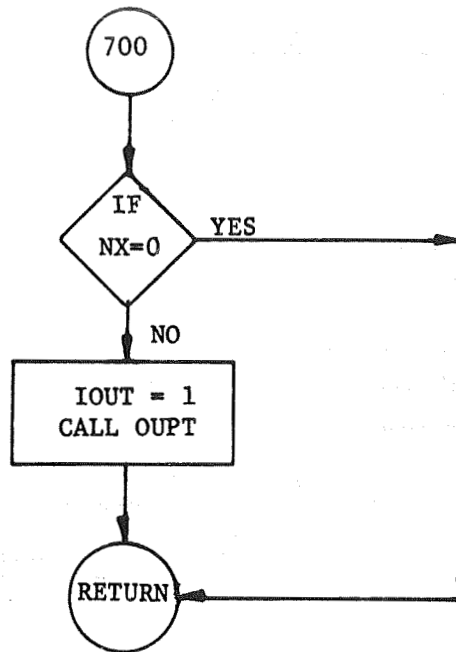 700
IF
NX=0
YES
NO
IOUT = 1
CALL OUPT
RETURN